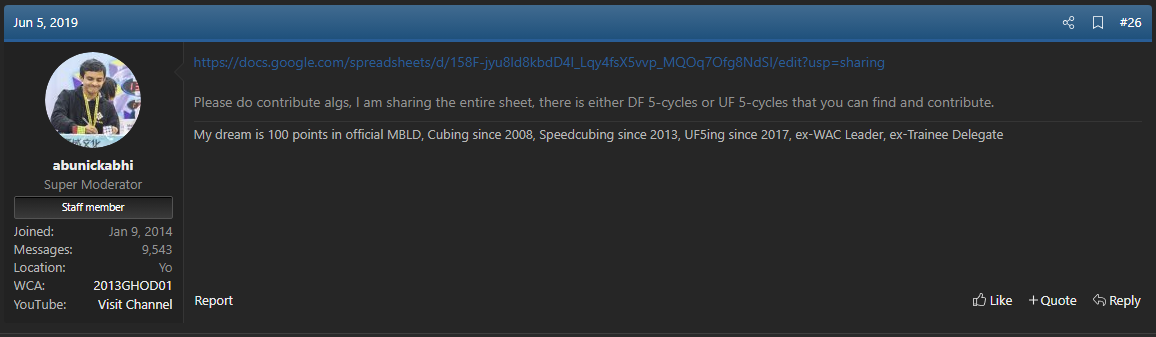 Jun 5, 2019
#26
https://docs.google.com/spreadsheets/d/158F-jyu8Id8kbdD4I_Lqy4fsX5vvp_MQOq7Ofg8NdSI/edit?usp=sharing
Please do contribute algs, I am sharing the entire sheet, there is either DF 5-cycles or UF 5-cycles that you can find and contribute.
My dream is 100 points in official MBLD, Cubing since 2008, Speedcubing since 2013, UF5ing since 2017, ex-WAC Leader, ex-Trainee Delegate
abunickabhi
Super Moderator
Staff member
Joined: Jan 9, 2014
Messages: 9,543
Location: Yo
WCA: 2013GHOD01
YouTube: Visit Channel
Report
Like
+ Quote
Reply